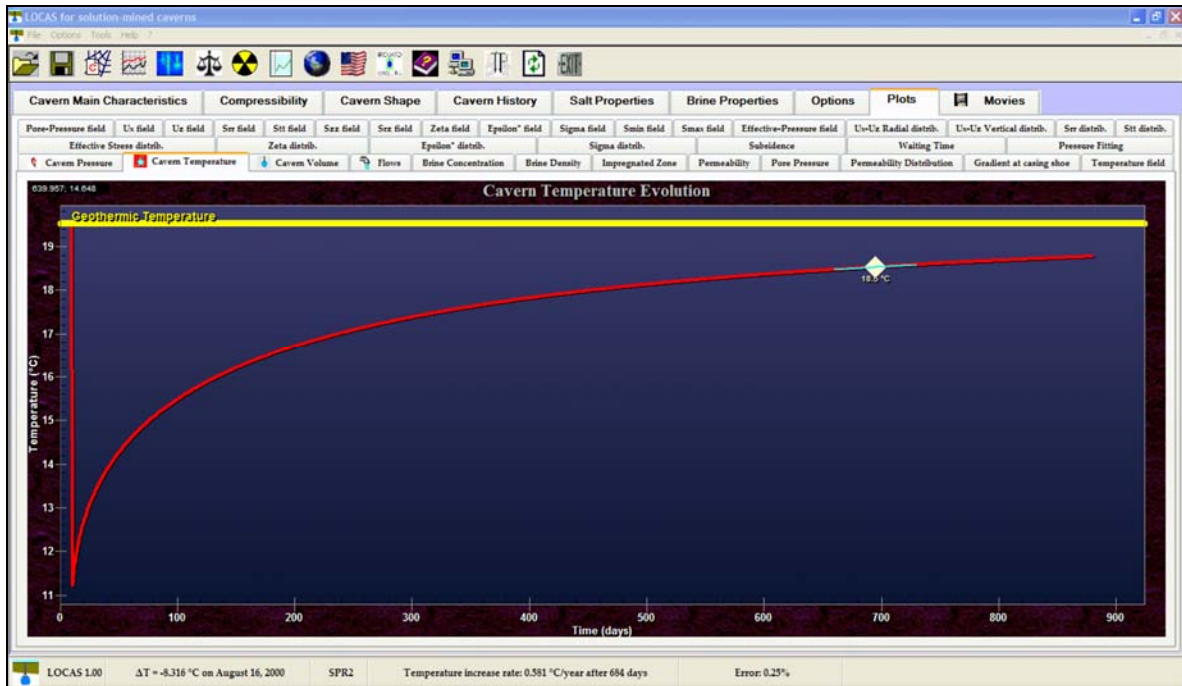 LOCAS for solution-mined caverns
File Options Tools Help ?
Cavern Main Characteristics Compressibility Cavern Shape Cavern History Salt Properties Brine Properties Options Plots Movies
Pore-Pressure field Ux field Uz field Srr field Stt field Szz field Srz field Zeta field Epsilon* field Sigma field Smin field Smax field Effective-Pressure field Ux-Uz Radial distrib. Ux-Uz Vertical distrib. Srr distrib. Stt distrib.
Effective Stress distrib. Zeta distrib. Epsilon* distrib. Sigma distrib. Subsidence Waiting Time Pressure Fitting
Cavern Pressure Cavern Temperature Cavern Volume Flows Brine Concentration Brine Density Impregnated Zone Permeability Pore Pressure Permeability Distribution Gradient at casing shoe Temperature field
639.957; 14.648
Cavern Temperature Evolution
Geothermic Temperature
19
18
17
16
15
14
13
12
11
Temperature (°C)
18.5 °C
0 100 200 300 400 500 600 700 800 900
Time (days)
LOCAS 1.00 ΔT = -8.316 °C on August 16, 2000 SPR2 Temperature increase rate: 0.581 °C/year after 684 days Error: 0.25%